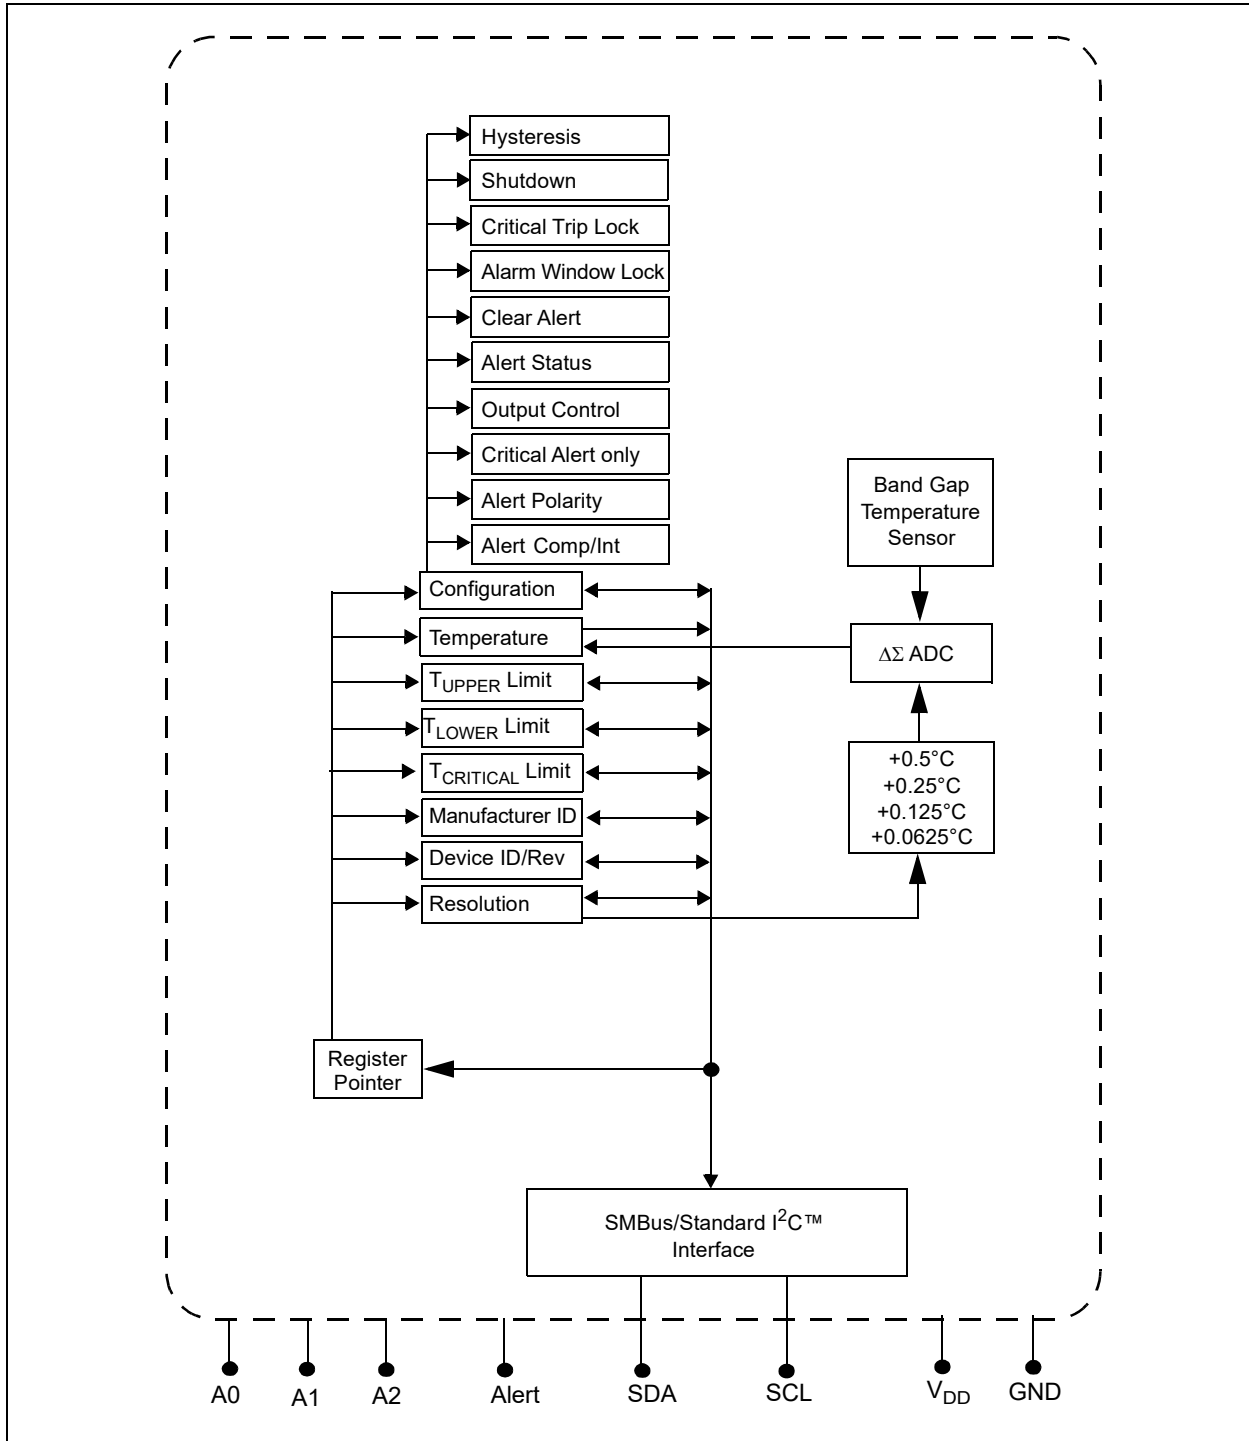 Hysteresis
Shutdown
Critical Trip Lock
Alarm Window Lock
Clear Alert
Alert Status
Output Control
Critical Alert only
Alert Polarity
Alert Comp/Int
Configuration
Temperature
TUPPER Limit
TLOWER Limit
TCRITICAL Limit
Manufacturer ID
Device ID/Rev
Resolution
Band Gap
Temperature
Sensor
ΔΣ ADC
+0.5°C
+0.25°C
+0.125°C
+0.0625°C
Register
Pointer
SMBus/Standard I²C™
Interface
A0
A1
A2
Alert
SDA
SCL
VDD
GND